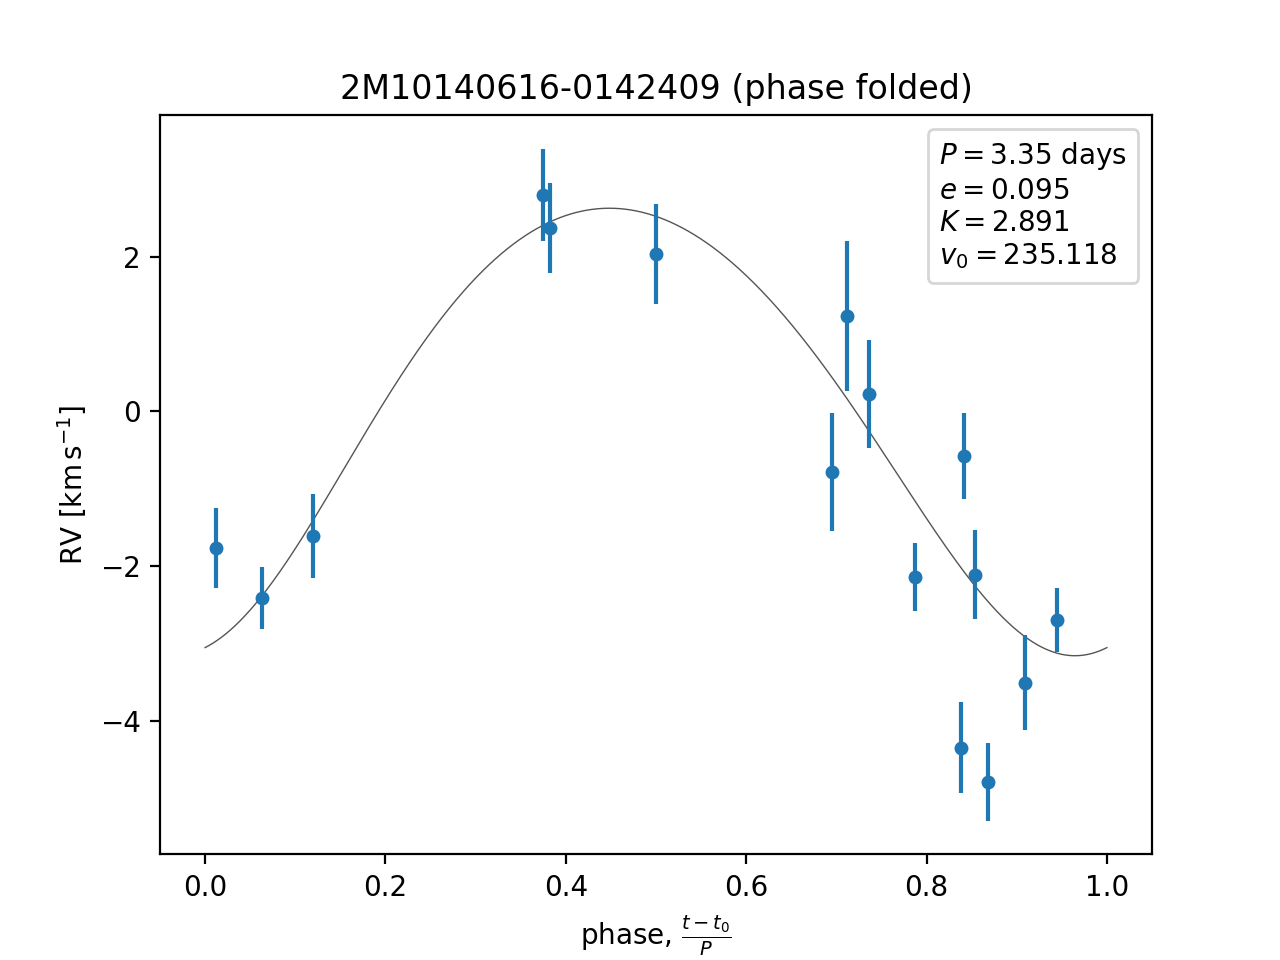 2M10140616-0142409 (phase folded)
P = 3.35 days
e = 0.095
K = 2.891
v₀ = 235.118
2
0
−2
−4
RV [km s⁻¹]
0.0 0.2 0.4 0.6 0.8 1.0
phase, (t − t₀)/P